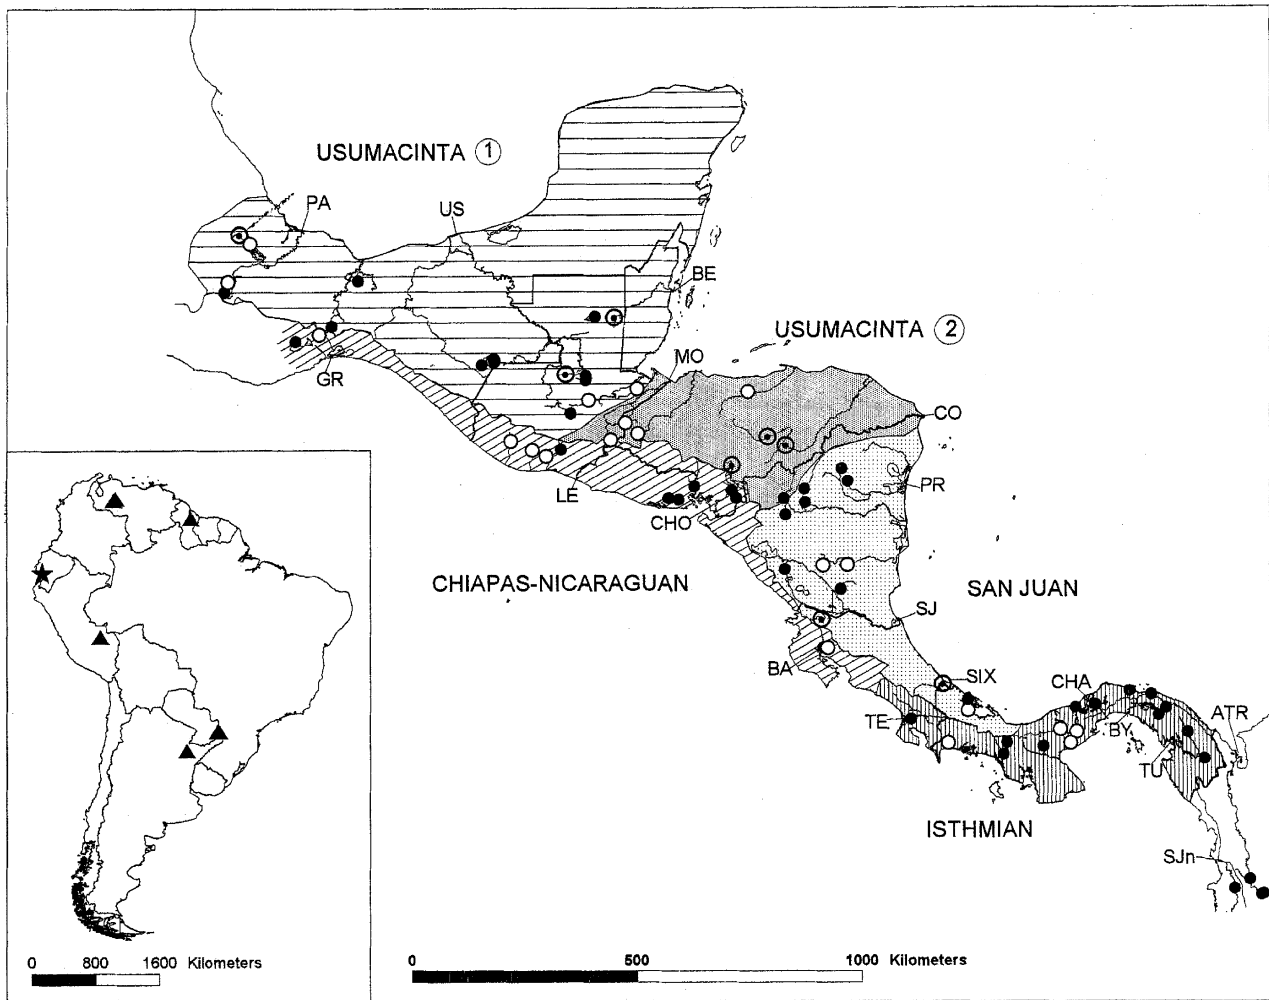 USUMACINTA 1
PA
US
BE
USUMACINTA 2
MO
GR
CO
LE
PR
CHO
CHIAPAS-NICARAGUAN
SAN JUAN
SJ
BA
SIX
CHA
TE
BY
ATR
TU
ISTHMIAN
SJn
0 800 1600 Kilometers
0 500 1000 Kilometers